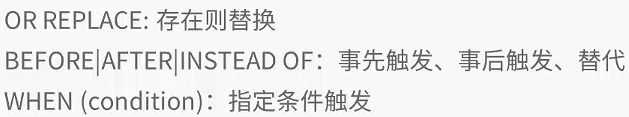 OR REPLACE: 存在则替换
BEFORE|AFTER|INSTEAD OF：事先触发、事后触发、替代
WHEN (condition)：指定条件触发